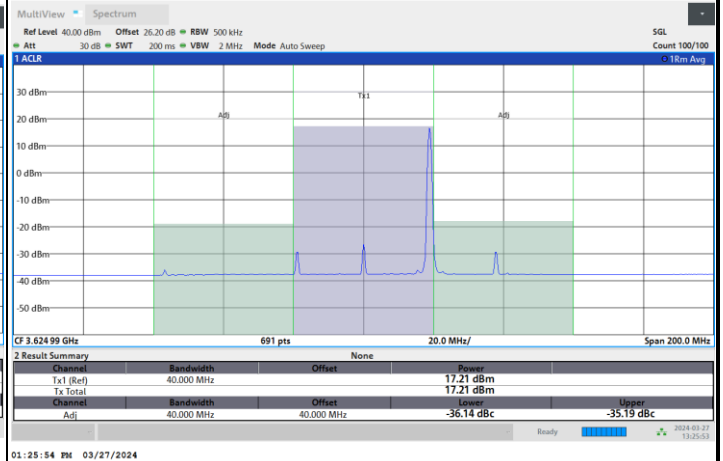 MultiView Spectrum
Ref Level 40.00 dBm Offset 26.20 dB RBW 500 kHz SGL
Att 30 dB SWT 200 ms VBW 2 MHz Mode Auto Sweep Count 100/100
1 ACLR 1Rm Avg
30 dBm
Tx1
20 dBm Adj Adj
10 dBm
0 dBm
-10 dBm
-20 dBm
-30 dBm
-40 dBm
-50 dBm
CF 3.624 99 GHz 691 pts 20.0 MHz/ Span 200.0 MHz
2 Result Summary None
Channel Bandwidth Offset Power
Tx1 (Ref) 40.000 MHz 17.21 dBm
Tx Total 17.21 dBm
Channel Bandwidth Offset Lower Upper
Adj 40.000 MHz 40.000 MHz -36.14 dBc -35.19 dBc
Ready 2024-03-27
13:25:53
01:25:54 PM 03/27/2024